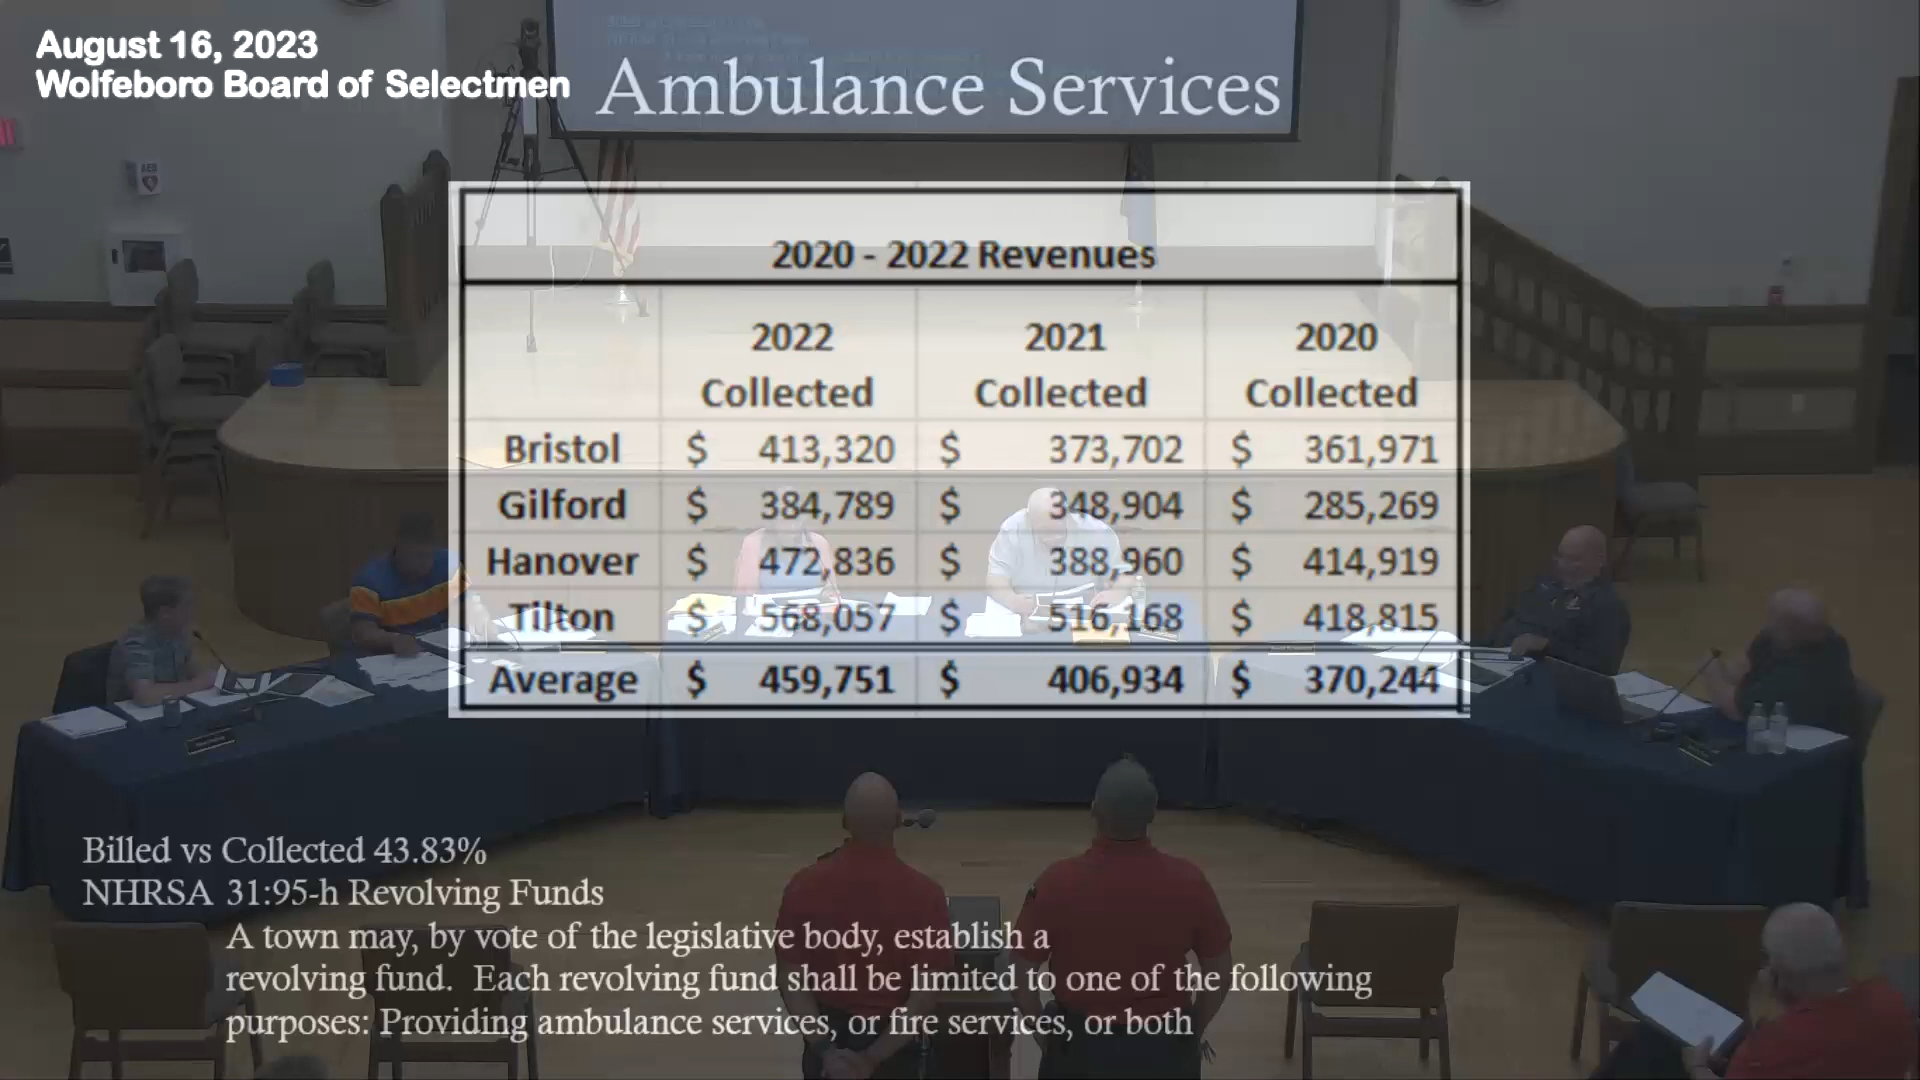 August 16, 2023
Wolfeboro Board of Selectmen
Ambulance Services
AED
2020 - 2022 Revenues
2022 Collected 2021 Collected 2020 Collected
Bristol $ 413,320 $ 373,702 $ 361,971
Gilford $ 384,789 $ 348,904 $ 285,269
Hanover $ 472,836 $ 388,960 $ 414,919
Tilton $ 568,057 $ 516,168 $ 418,815
Average $ 459,751 $ 406,934 $ 370,244
Billed vs Collected 43.83%
NHRSA 31:95-h Revolving Funds
A town may, by vote of the legislative body, establish a
revolving fund. Each revolving fund shall be limited to one of the following
purposes: Providing ambulance services, or fire services, or both